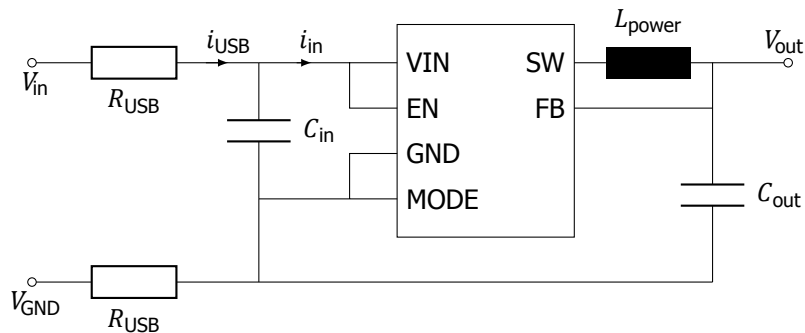 L_power
i_USB
i_in
V_out
VIN
SW
V_in
R_USB
EN
FB
C_in
GND
MODE
C_out
V_GND
R_USB